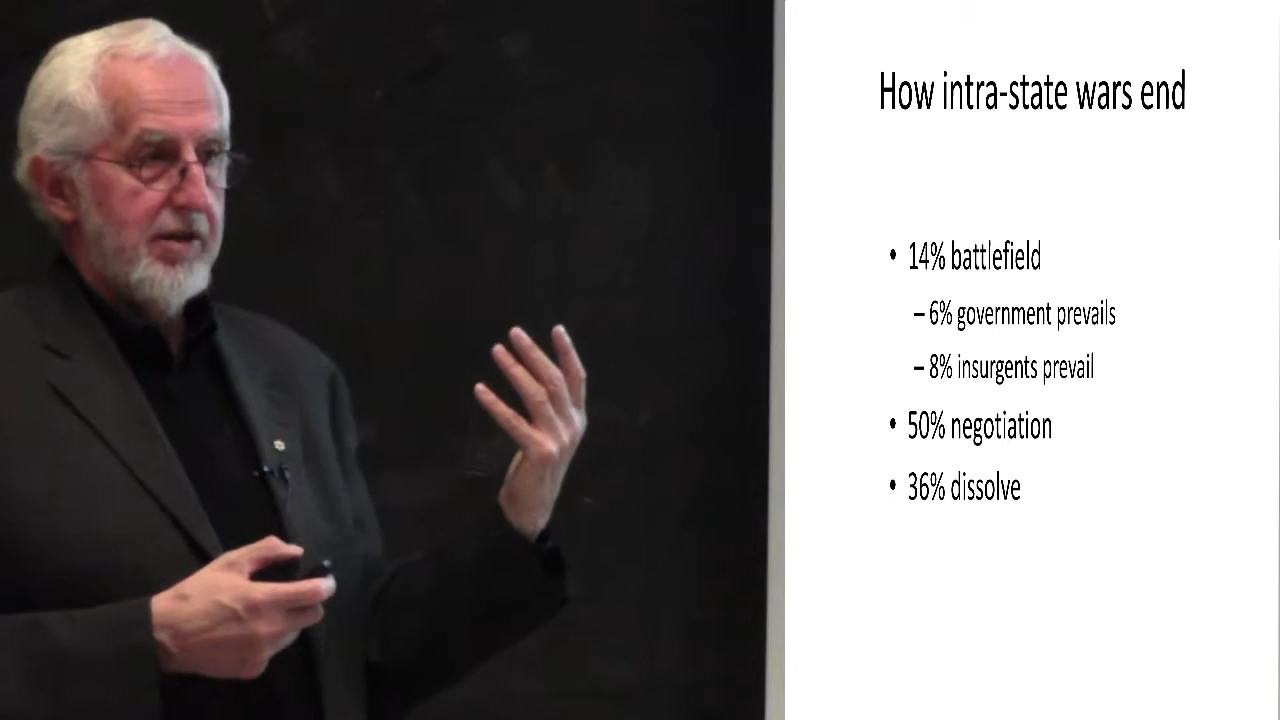 How intra-state wars end
• 14% battlefield
– 6% government prevails
– 8% insurgents prevail
• 50% negotiation
• 36% dissolve